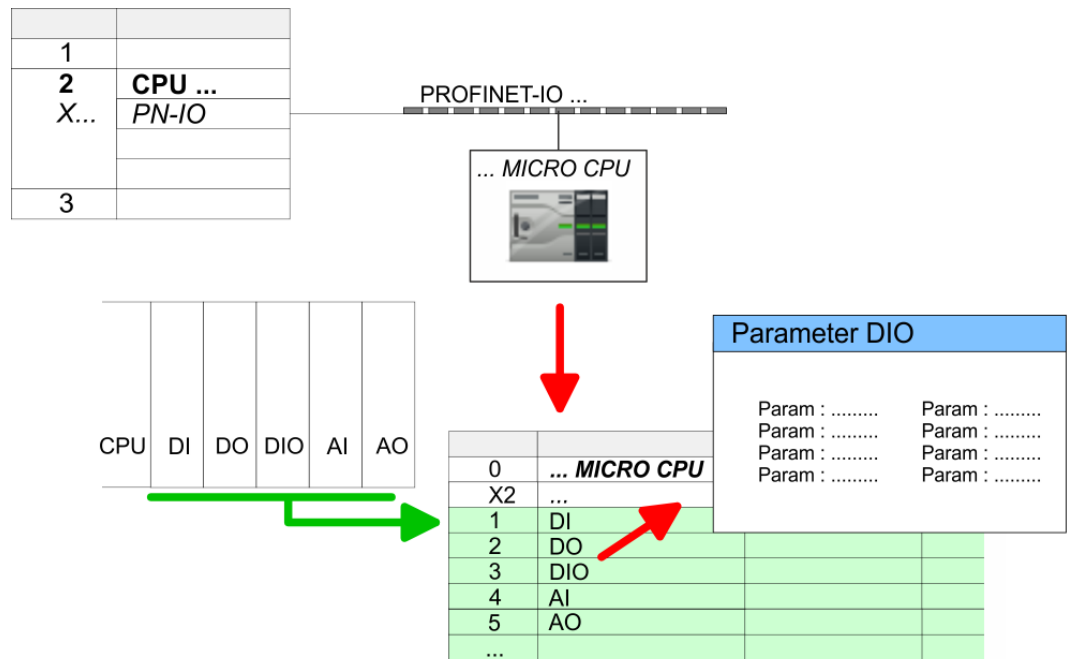 1
2 CPU ...
X... PN-IO
3
PROFINET-IO ...
... MICRO CPU
CPU DI DO DIO AI AO
Parameter DIO
Param : ......... Param : .........
Param : ......... Param : .........
Param : ......... Param : .........
Param : ......... Param : .........
0 ... MICRO CPU
X2 ...
1 DI
2 DO
3 DIO
4 AI
5 AO
...